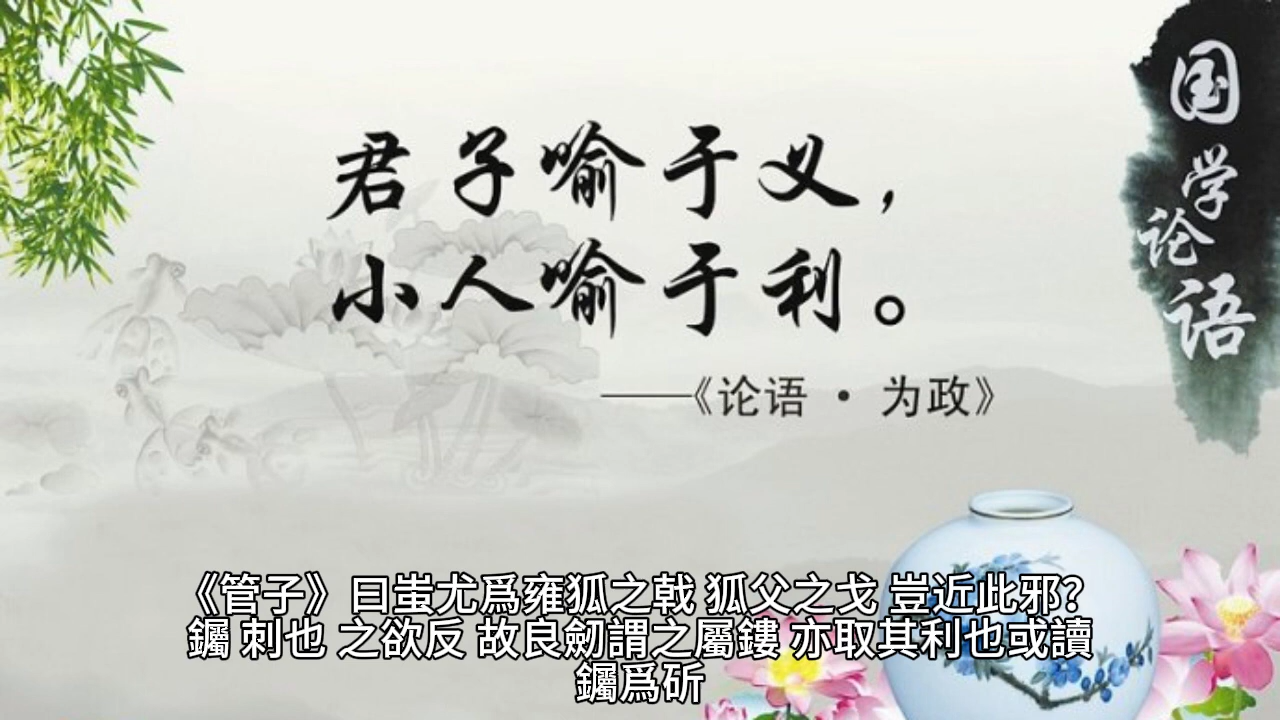 君子喻于义，
小人喻于利。
——《论语·为政》
国学论语
《管子》曰蚩尤爲雍狐之戟 狐父之戈 豈近此邪？
钃 刺也 之欲反 故良劒謂之屬鏤 亦取其利也或讀
钃爲斫